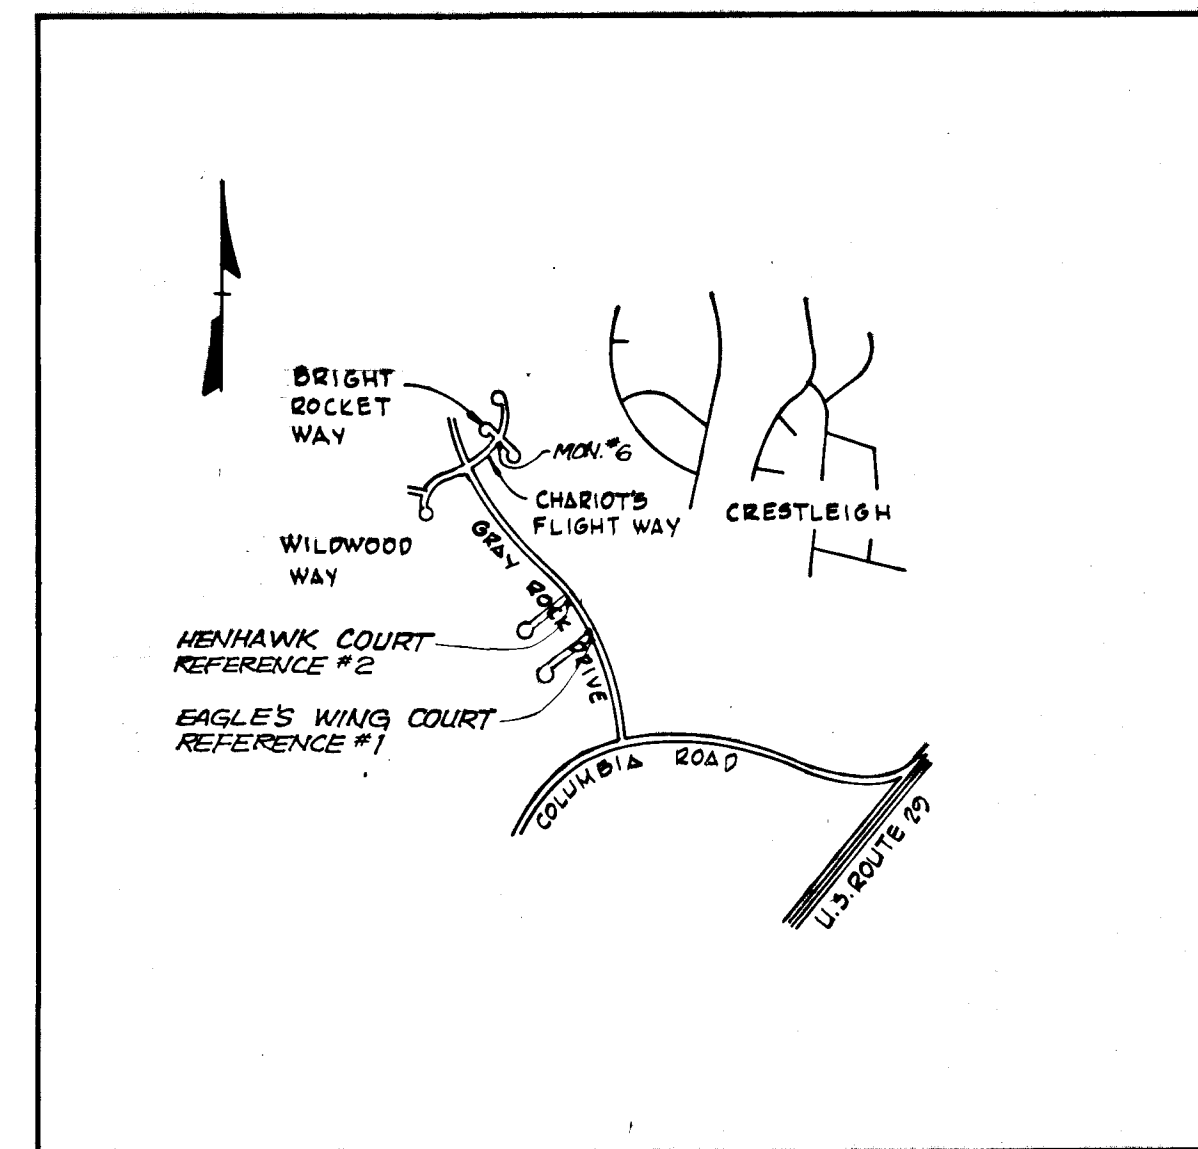 BRIGHT
ROCKET
WAY
MON. #6
CHARIOT'S
FLIGHT WAY
CRESTLEIGH
WILDWOOD
WAY
GRAY ROCK DRIVE
HENHAWK COURT
REFERENCE #2
EAGLE'S WING COURT
REFERENCE #1
COLUMBIA ROAD
U.S. ROUTE 29